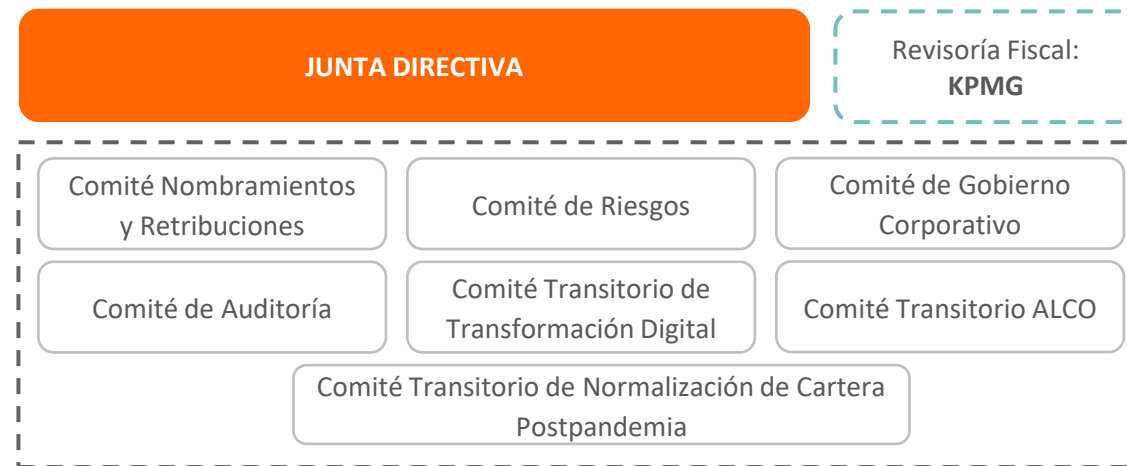 JUNTA DIRECTIVA
Revisoría Fiscal:
KPMG
Comité Nombramientos
y Retribuciones
Comité de Riesgos
Comité de Gobierno
Corporativo
Comité de Auditoría
Comité Transitorio de
Transformación Digital
Comité Transitorio ALCO
Comité Transitorio de Normalización de Cartera
Postpandemia